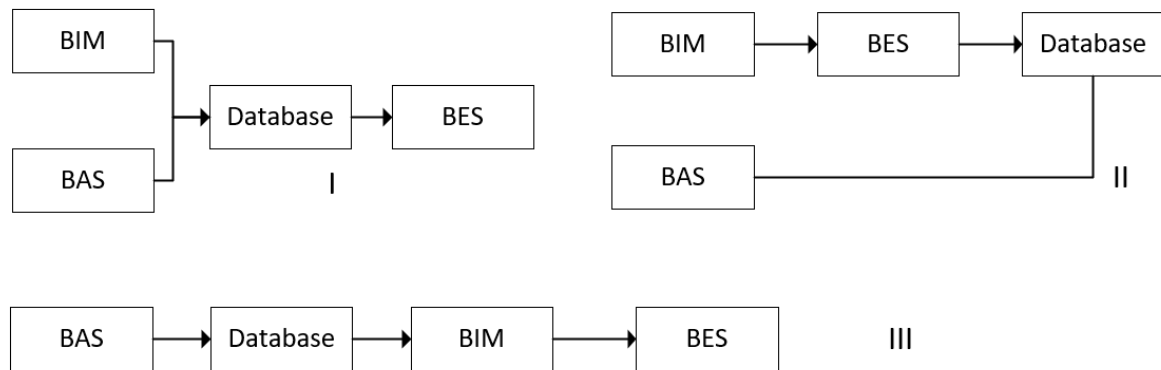 BIM
BAS
Database
BES
I
BIM
BES
Database
BAS
II
BAS
Database
BIM
BES
III